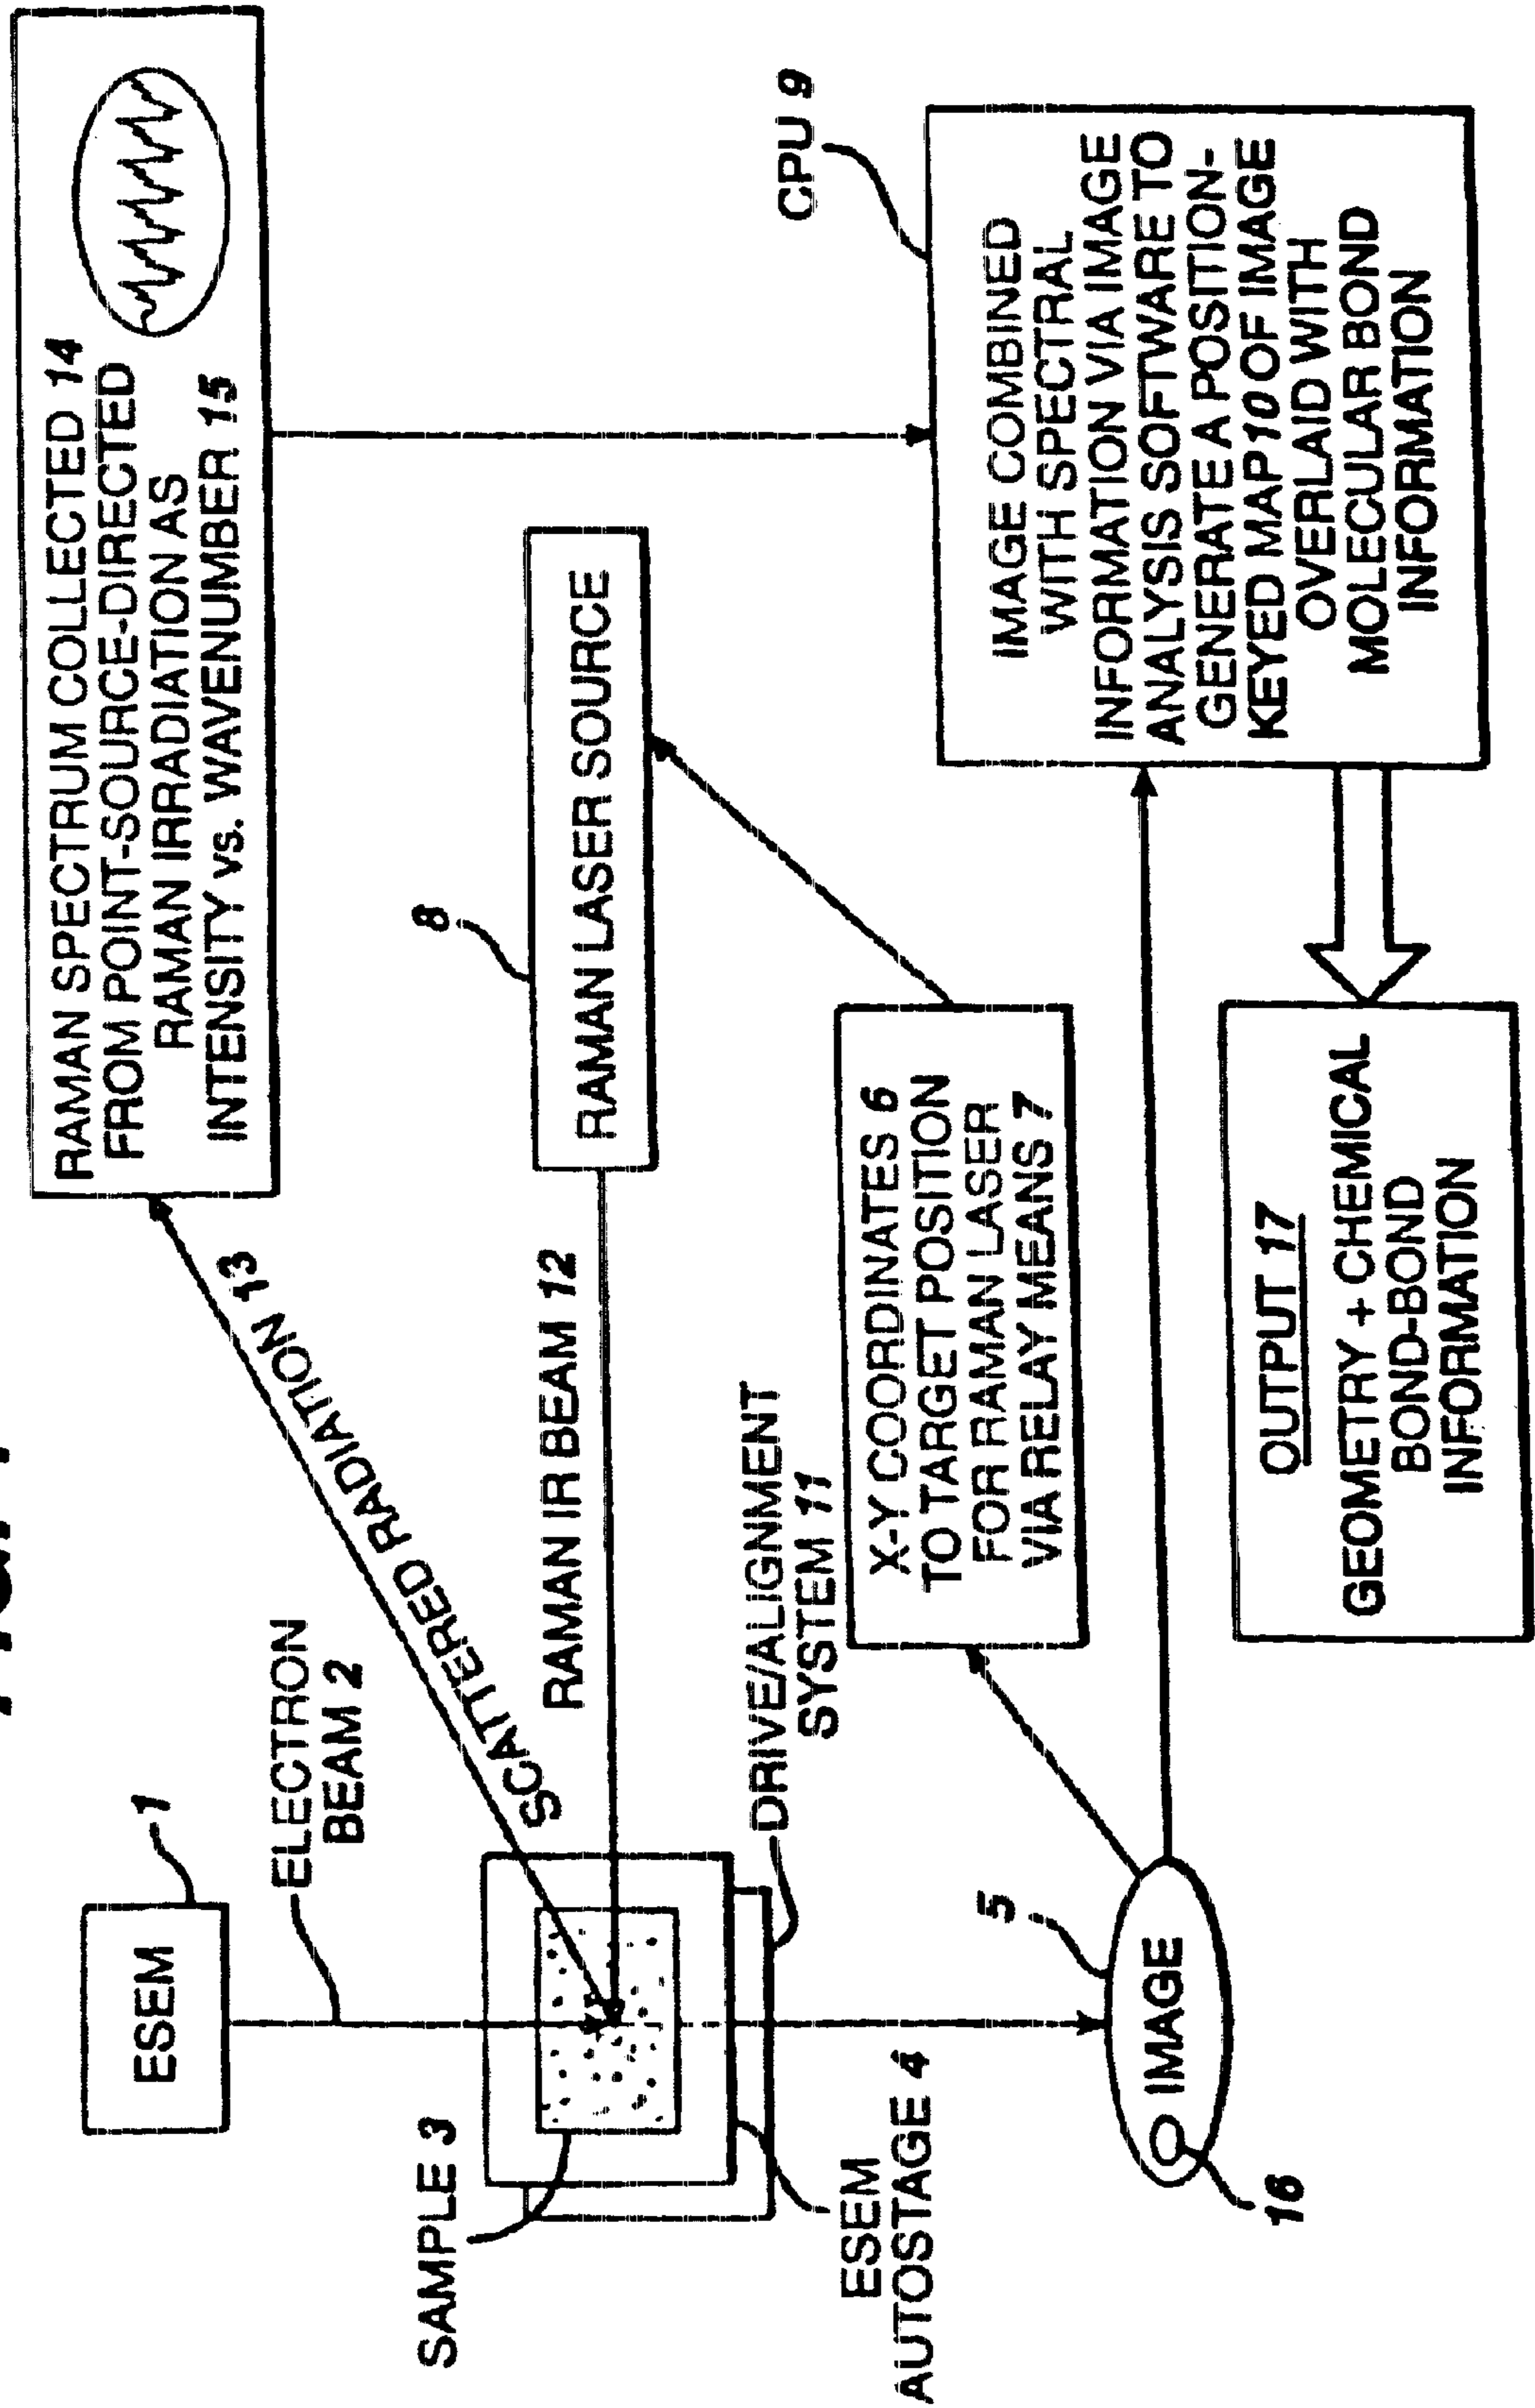 ESEM
1
ELECTRON
BEAM 2
SCATTERED RADIATION 13
RAMAN SPECTRUM COLLECTED 14
FROM POINT-SOURCE-DIRECTED
RAMAN IRRADIATION AS
INTENSITY vs. WAVENUMBER 15
SAMPLE 3
RAMAN IR BEAM 12
8
RAMAN LASER SOURCE
DRIVE/ALIGNMENT
SYSTEM 11
ESEM
AUTOSTAGE 4
X-Y COORDINATES 6
TO TARGET POSITION
FOR RAMAN LASER
VIA RELAY MEANS 7
CPU 9
IMAGE COMBINED
WITH SPECTRAL
INFORMATION VIA IMAGE
ANALYSIS SOFTWARE TO
GENERATE A POSITION-
KEYED MAP 10 OF IMAGE
OVERLAID WITH
MOLECULAR BOND
INFORMATION
5
IMAGE
16
OUTPUT 17
GEOMETRY + CHEMICAL
BOND-BOND
INFORMATION